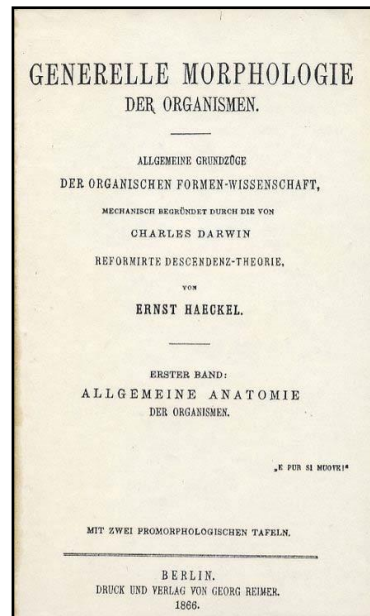 GENERELLE MORPHOLOGIE
DER ORGANISMEN.
ALLGEMEINE GRUNDZÜGE
DER ORGANISCHEN FORMEN-WISSENSCHAFT,
MECHANISCH BEGRÜNDET DURCH DIE VON
CHARLES DARWIN
REFORMIRTE DESCENDENZ-THEORIE,
VON
ERNST HAECKEL.
ERSTER BAND:
ALLGEMEINE ANATOMIE
DER ORGANISMEN.
„E PUR SI MUOVE!“
MIT ZWEI PROMORPHOLOGISCHEN TAFELN.
BERLIN.
DRUCK UND VERLAG VON GEORG REIMER.
1866.